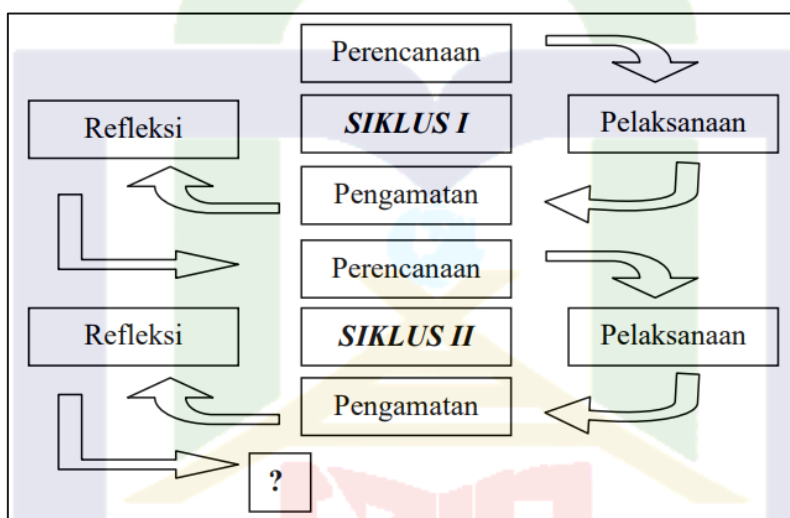 Perencanaan
Refleksi
SIKLUS I
Pelaksanaan
Pengamatan
Perencanaan
Refleksi
SIKLUS II
Pelaksanaan
Pengamatan
?